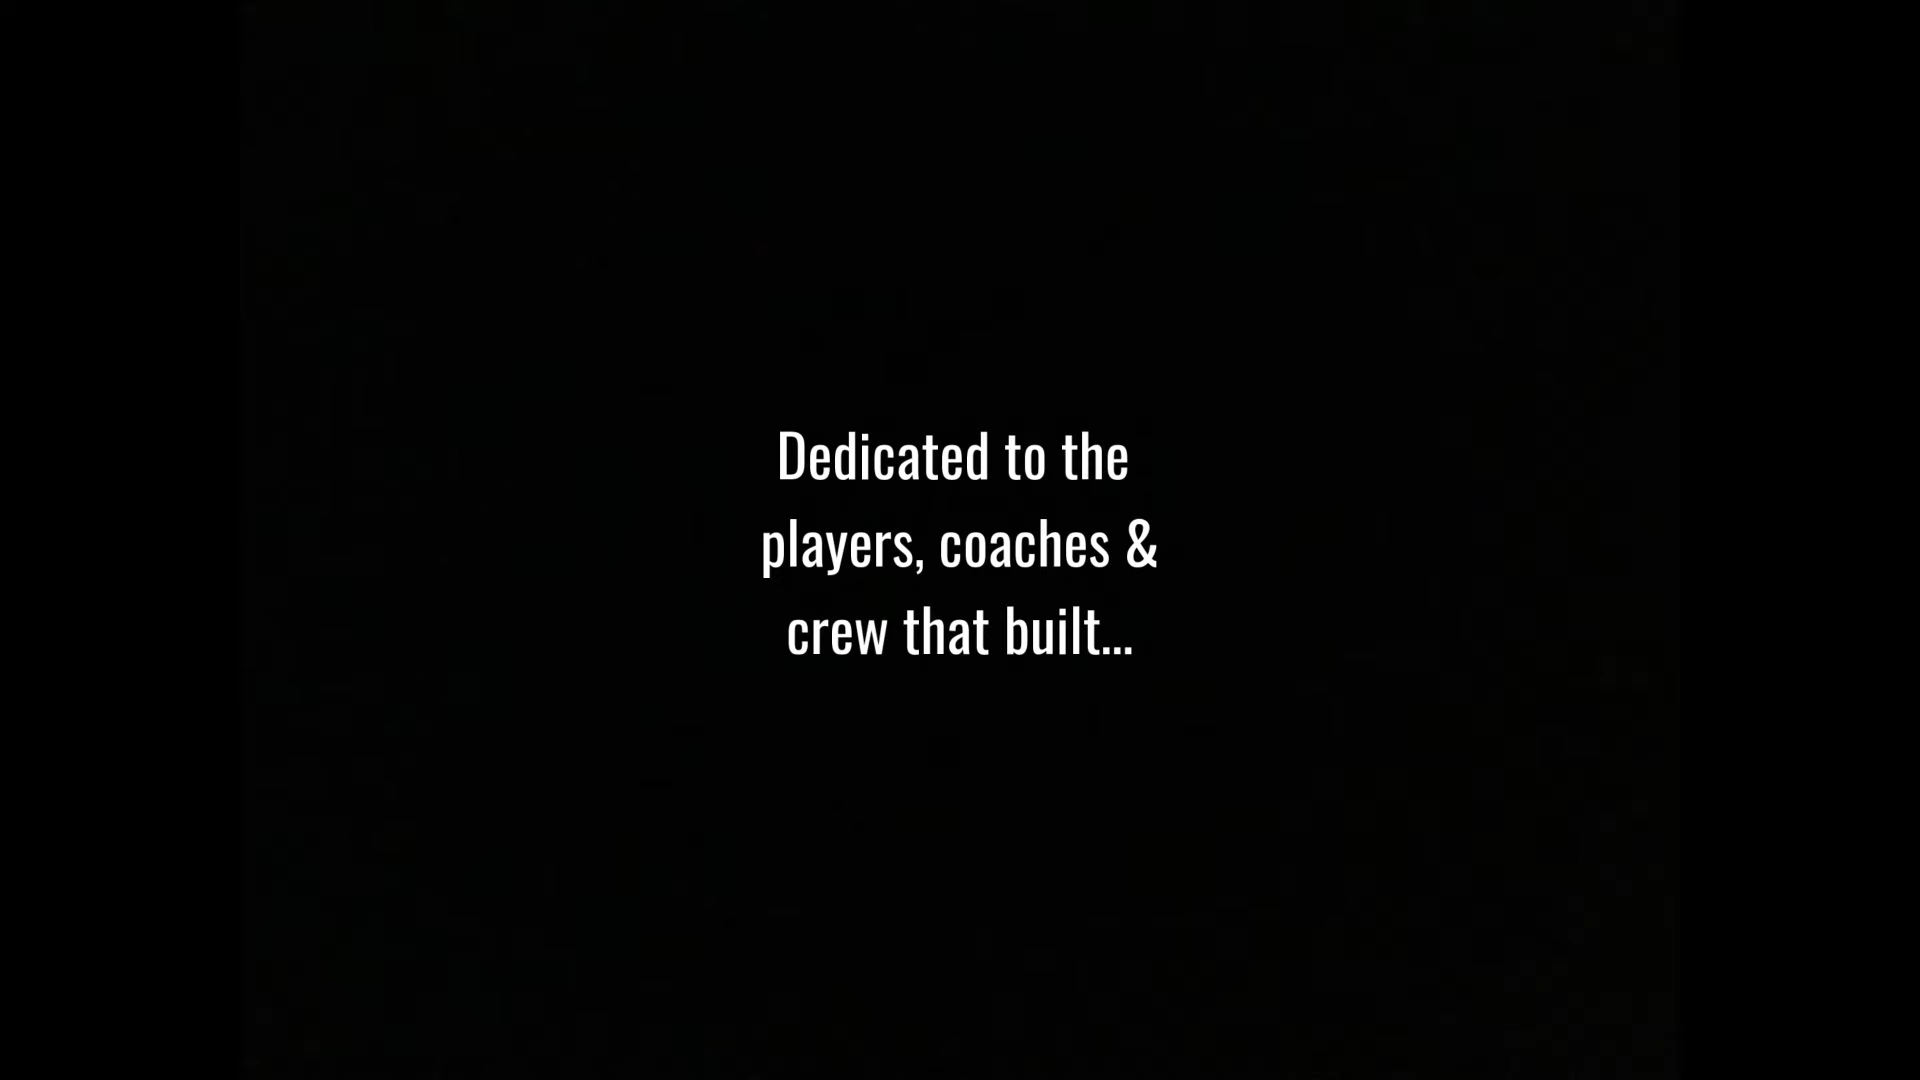 Dedicated to the
players, coaches &
crew that built...